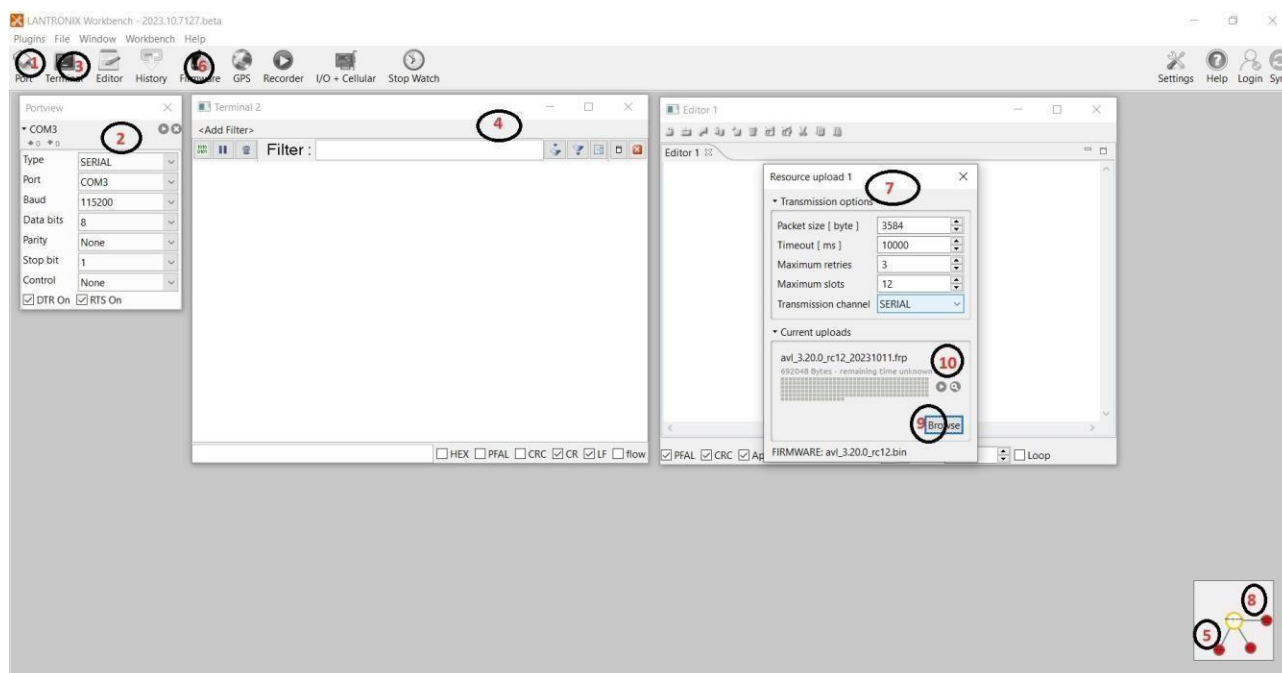 LANTRONIX Workbench - 2023.10.7127.beta
Plugins File Window Workbench Help
1 3 6
Port Editor History GPS Recorder I/O + Cellular Stop Watch
Settings Help Login
Portview
COM3
2
0 0
Type SERIAL
Port COM3
Baud 115200
Data bits 8
Parity None
Stop bit 1
Control None
DTR On RTS On
Terminal 2
<Add Filter>
4
Filter :
HEX PFAL CRC CR LF flow
Editor 1
Editor 1
PFAL CRC
Loop
Resource upload 1
7
Transmission options
Packet size [ byte ] 3584
Timeout [ ms ] 10000
Maximum retries 3
Maximum slots 12
Transmission channel SERIAL
Current uploads
avl_3.20.0_rc12_20231011.frp
10
692048 Bytes - remaining time unknown
9 Browse
FIRMWARE: avl_3.20.0_rc12.bin
8
5